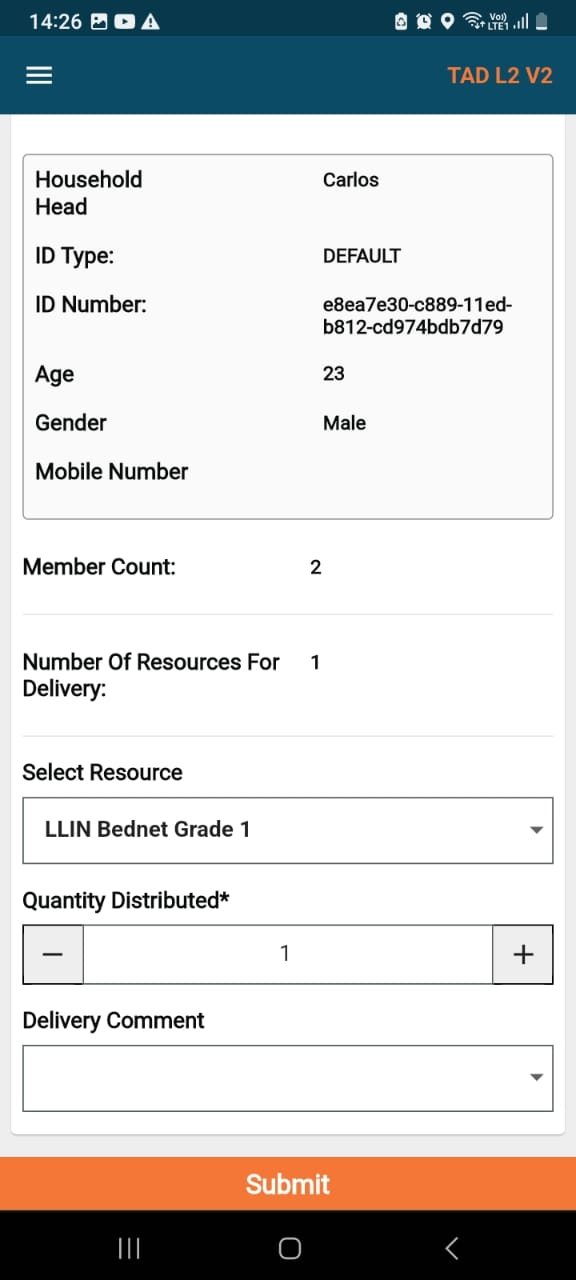 14:26
Vo)) LTE1
TAD L2 V2
Household Head
Carlos
ID Type:
DEFAULT
ID Number:
e8ea7e30-c889-11ed-
b812-cd974bdb7d79
Age
23
Gender
Male
Mobile Number
Member Count:
2
Number Of Resources For
Delivery:
1
Select Resource
LLIN Bednet Grade 1
Quantity Distributed*
− 1 +
Delivery Comment
Submit